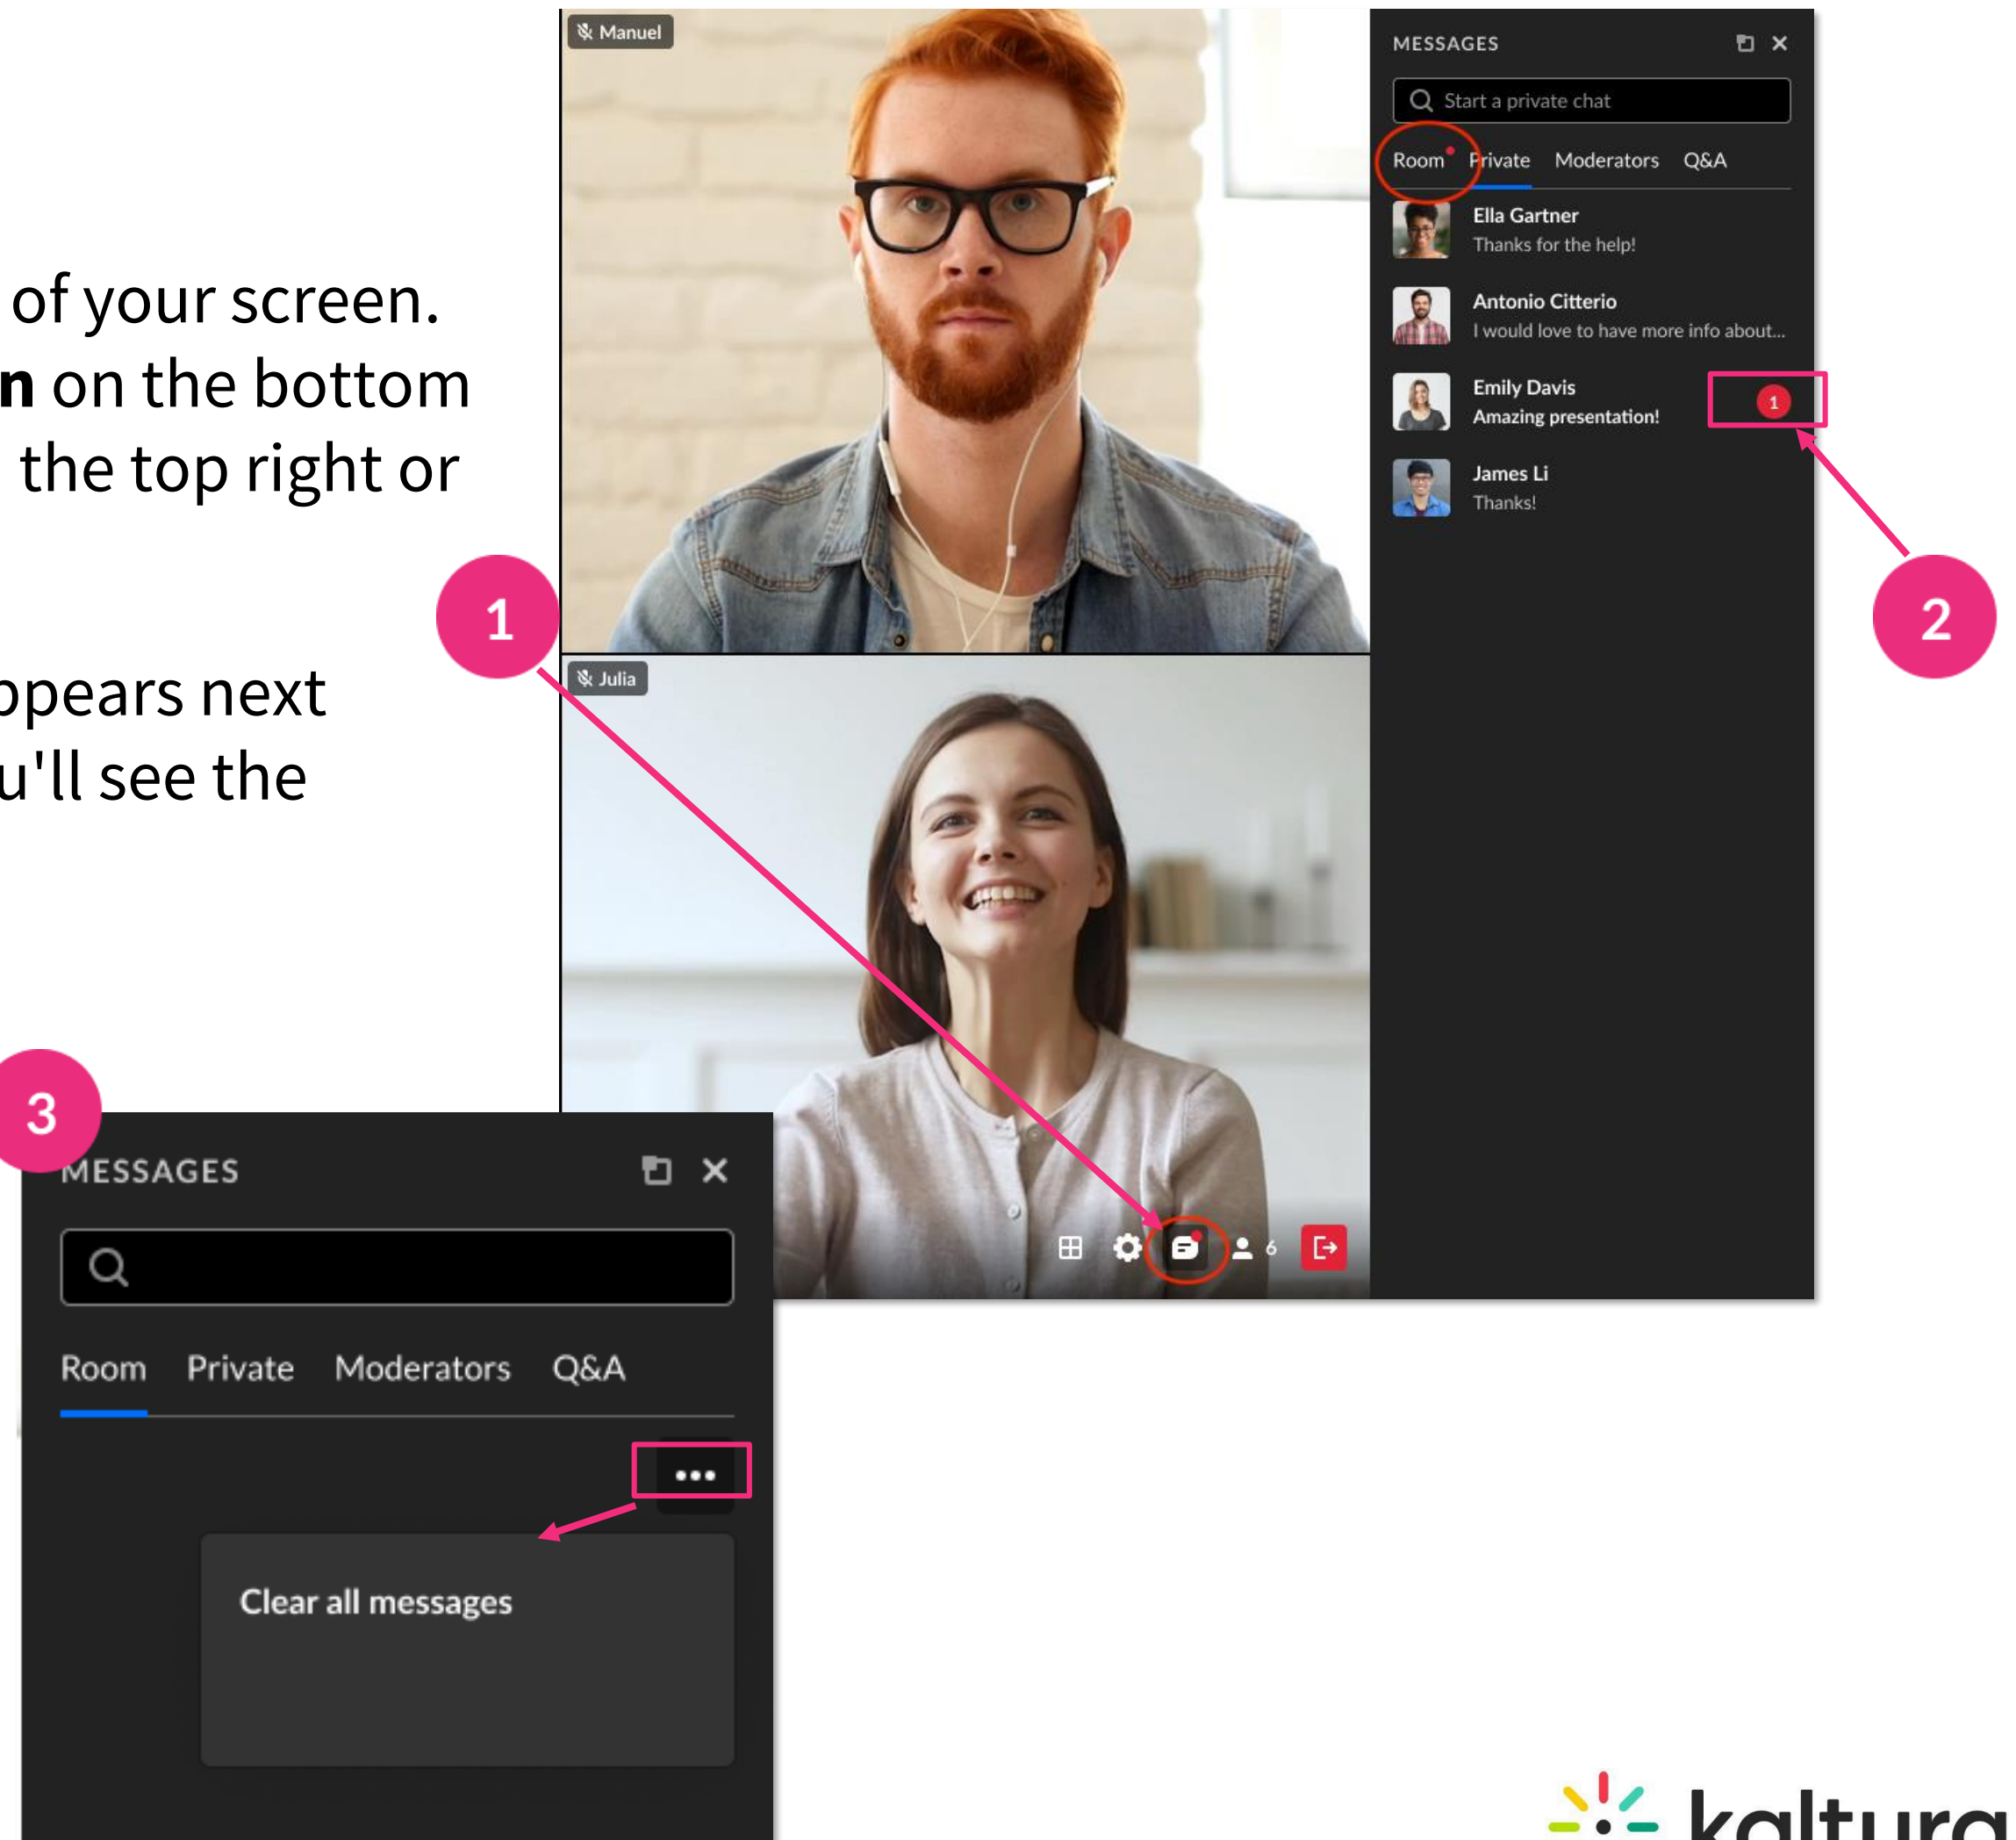 of your screen.
n on the bottom
the top right or
ppears next
u'll see the
1
2
3
Manuel
Julia
6
MESSAGES
Start a private chat
Room Private Moderators Q&A
Ella Gartner
Thanks for the help!
Antonio Citterio
I would love to have more info about...
Emily Davis
Amazing presentation!
1
James Li
Thanks!
MESSAGES
Room Private Moderators Q&A
Clear all messages
kaltura